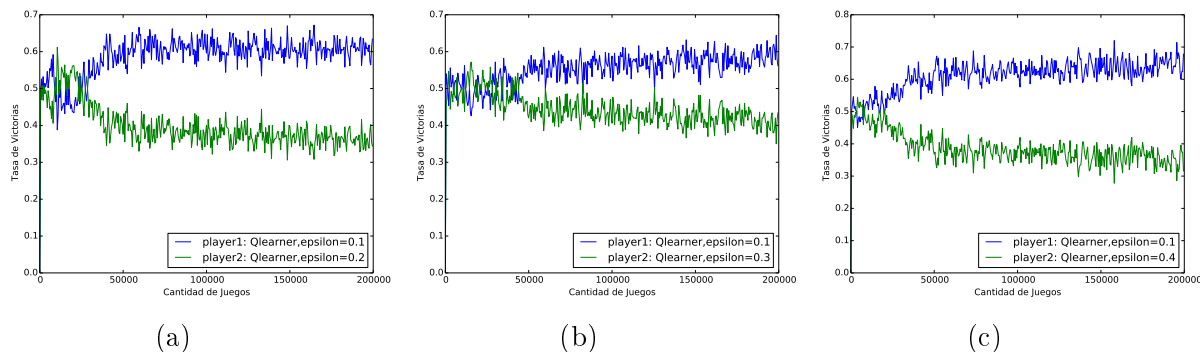 0.7
0.6
0.5
0.4
0.3
0.2
0.1
0.0
Tasa de Victorias
0 50000 100000 150000 200000
Cantidad de Juegos
player1: Qlearner,epsilon=0.1
player2: Qlearner,epsilon=0.2
(a)
0.7
0.6
0.5
0.4
0.3
0.2
0.1
0.0
Tasa de Victorias
0 50000 100000 150000 200000
Cantidad de Juegos
player1: Qlearner,epsilon=0.1
player2: Qlearner,epsilon=0.3
(b)
0.8
0.7
0.6
0.5
0.4
0.3
0.2
0.1
0.0
Tasa de Victorias
0 50000 100000 150000 200000
Cantidad de Juegos
player1: Qlearner,epsilon=0.1
player2: Qlearner,epsilon=0.4
(c)